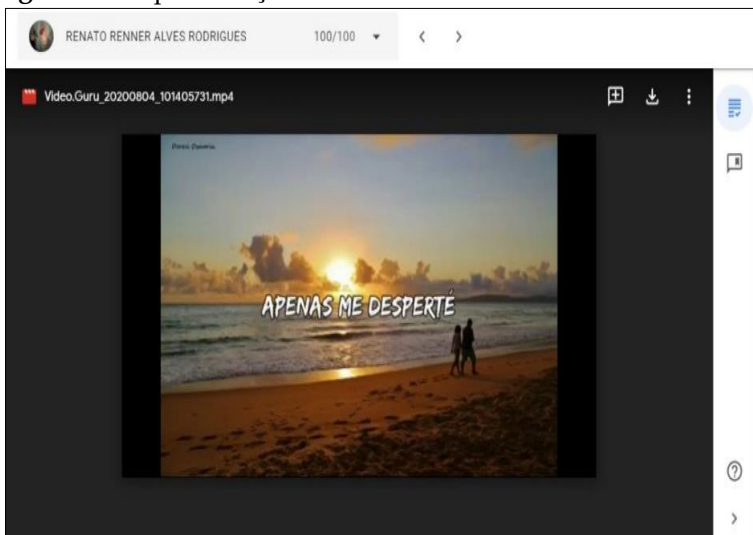 RENATO RENNER ALVES RODRIGUES 100/100
Video.Guru_20200804_101405731.mp4
APENAS ME DESPERTÉ